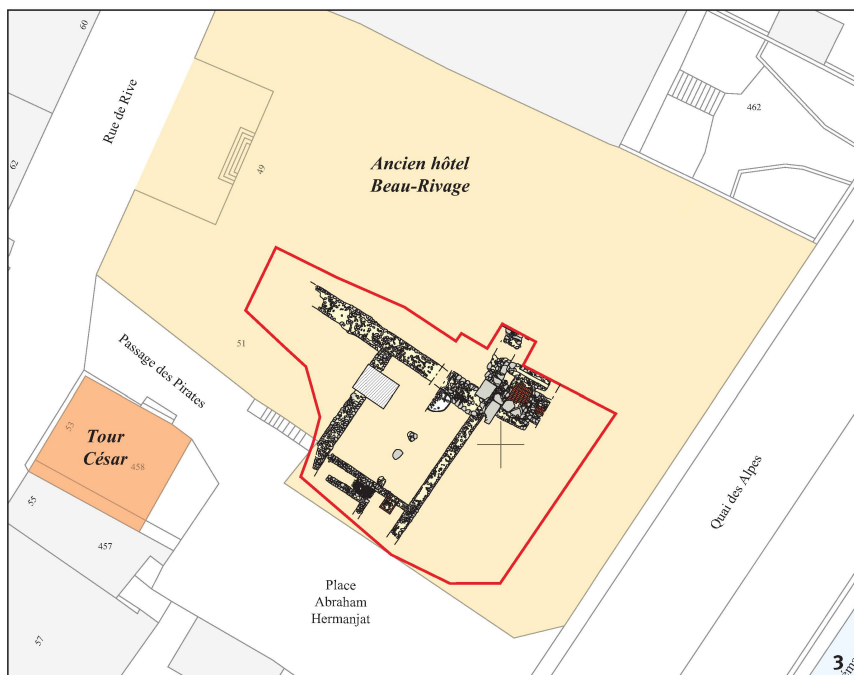 60
Rue de Rive
62
49
Ancien hôtel
Beau-Rivage
462
51
Passage des Pirates
53
Tour
César
458
55
457
57
Place
Abraham
Hermanjat
Quai des Alpes
3